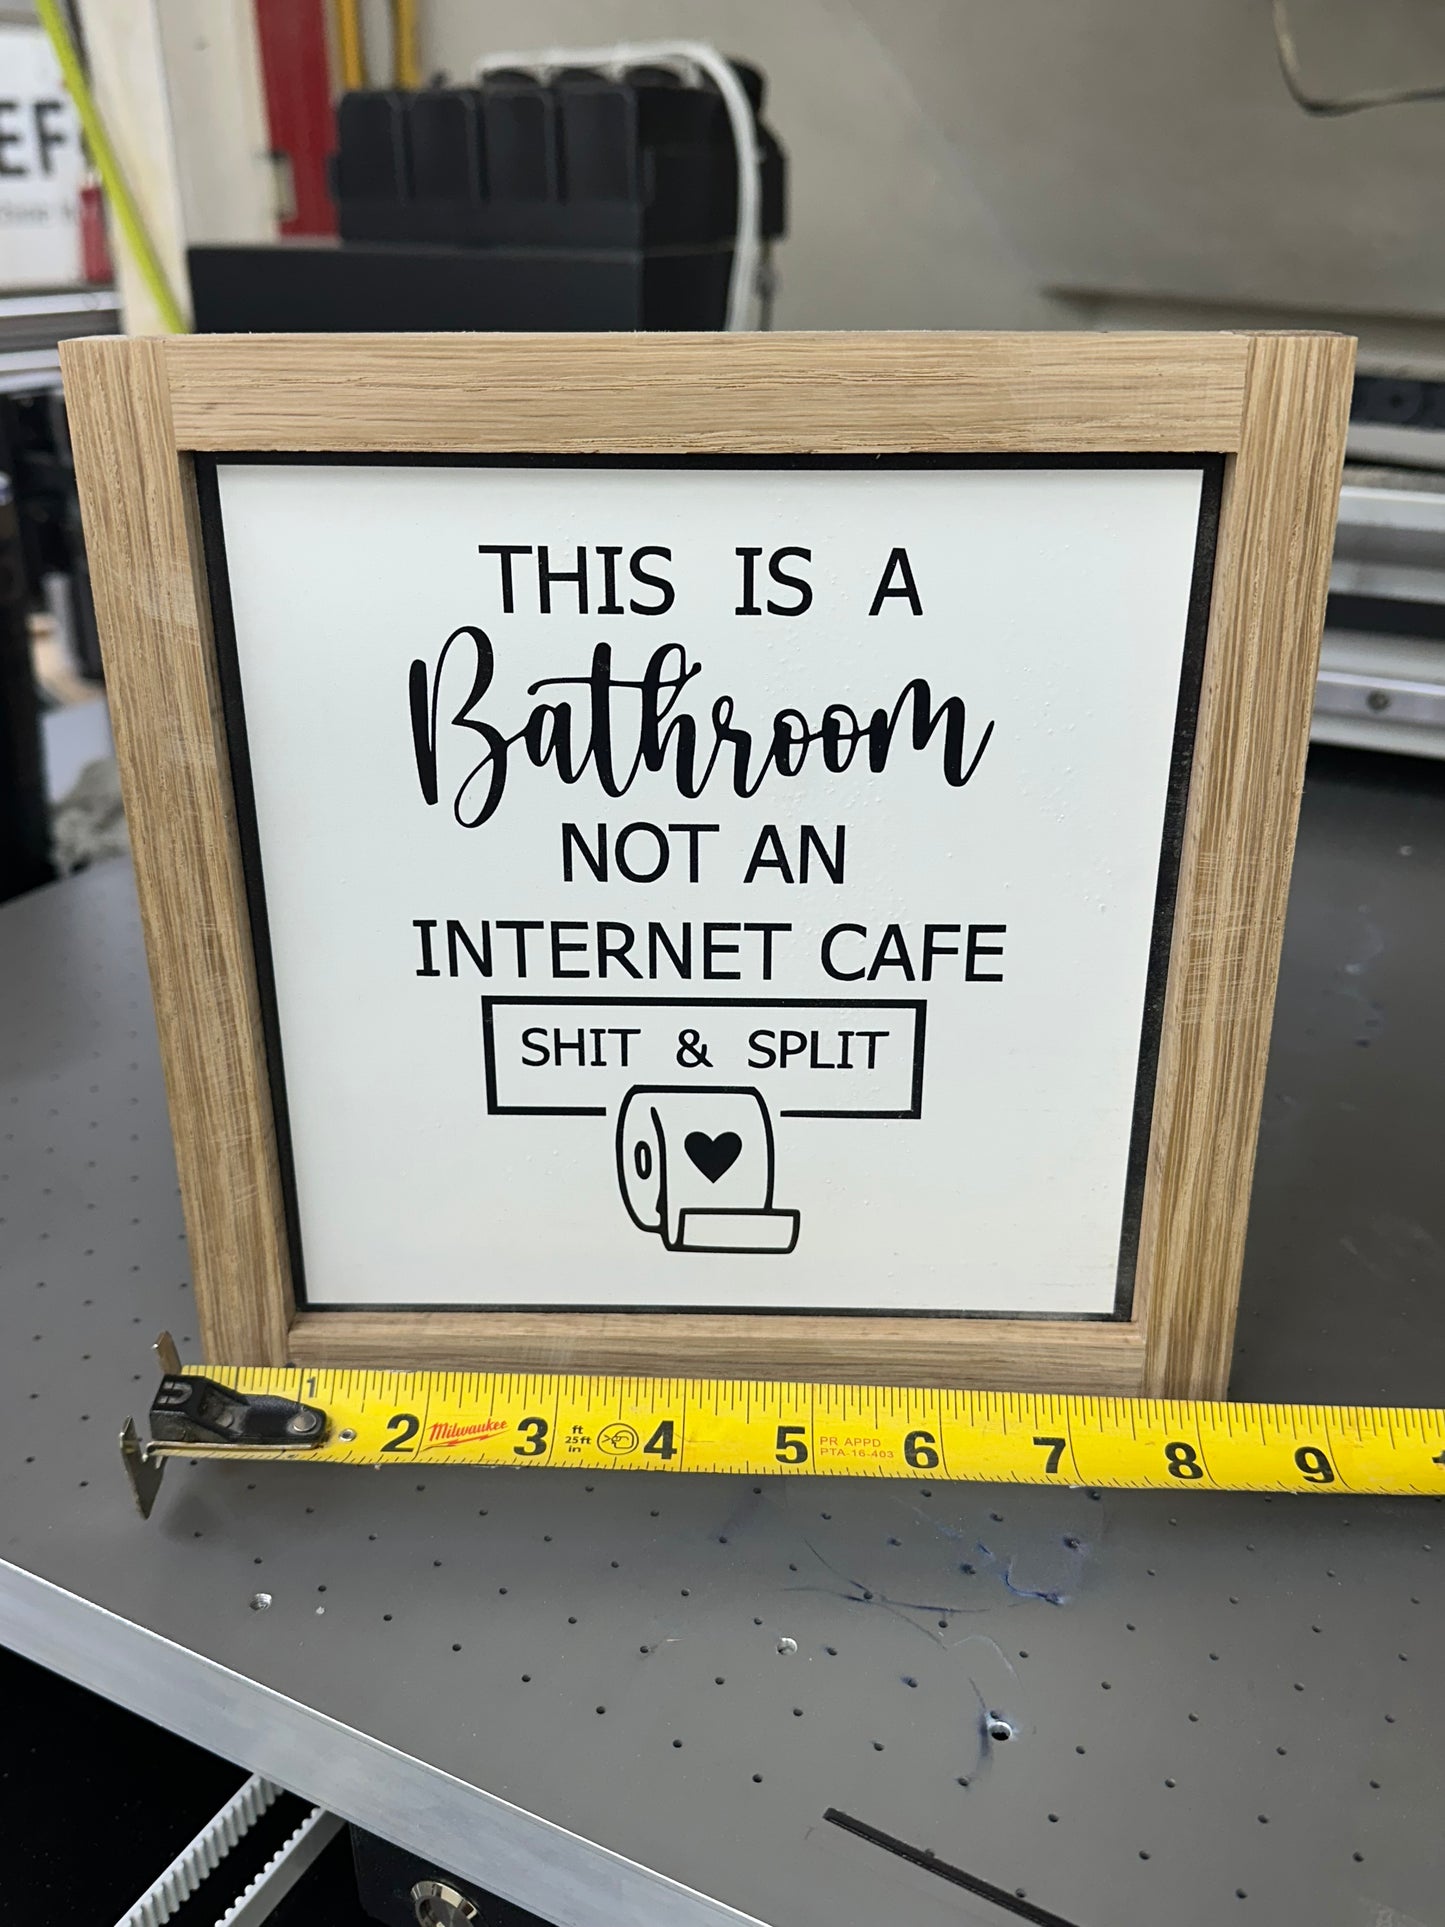 EF
THIS IS A
Bathroom
NOT AN
INTERNET CAFE
SHIT & SPLIT
1 2 Milwaukee 3 ft 25ft in 4 5 PR APPD PTA-16-403 6 7 8 9